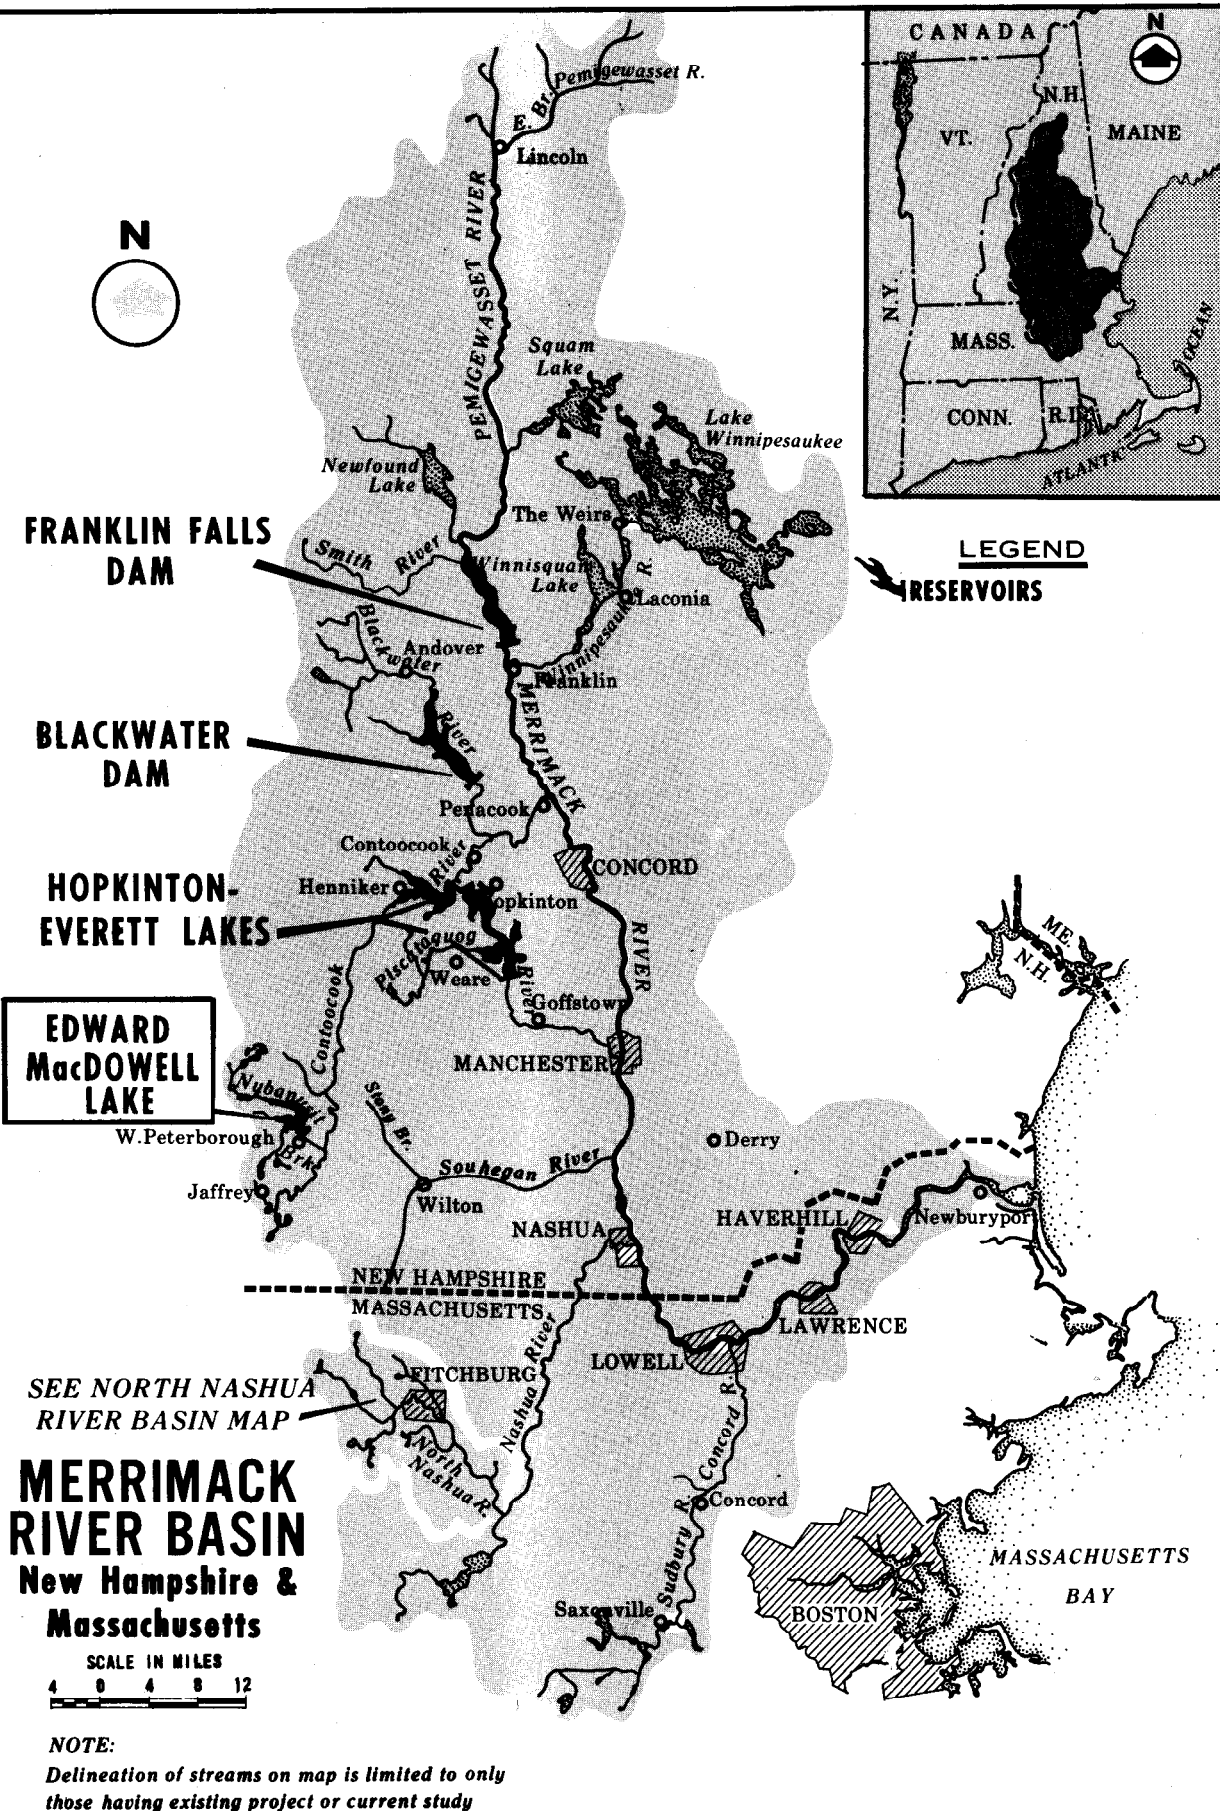 Pemigewasset R.
E. Br.
Lincoln
PEMIGEWASSET RIVER
N
CANADA
N
N.H.
VT.
MAINE
N.Y.
MASS.
CONN.
R.I.
ATLANTIC
OCEAN
LEGEND
RESERVOIRS
Squam
Lake
Lake
Winnipesaukee
Newfound
Lake
The Weirs
FRANKLIN FALLS
DAM
Smith River
Winnisquam
Lake
Laconia
Winnipesaukee R.
Blackwater
River
Andover
Franklin
MERRIMACK
RIVER
BLACKWATER
DAM
Penacook
Contoocook
River
CONCORD
HOPKINTON-
EVERETT LAKES
Henniker
Hopkinton
Piscataquog
River
Weare
Goffstown
Contoocook
MANCHESTER
EDWARD
MacDOWELL
LAKE
Nubanusit
Brk.
W. Peterborough
Jaffrey
Stony Br.
Souhegan River
Wilton
Derry
ME.
N.H.
NASHUA
HAVERHILL
Newburyport
NEW HAMPSHIRE
MASSACHUSETTS
LAWRENCE
LOWELL
Nashua River
FITCHBURG
SEE NORTH NASHUA
RIVER BASIN MAP
North
Nashua R.
Concord R.
Concord
Sudbury R.
Saxonville
BOSTON
MASSACHUSETTS
BAY
MERRIMACK
RIVER BASIN
New Hampshire &
Massachusetts
SCALE IN MILES
4 0 4 8 12
NOTE:
Delineation of streams on map is limited to only
those having existing project or current study